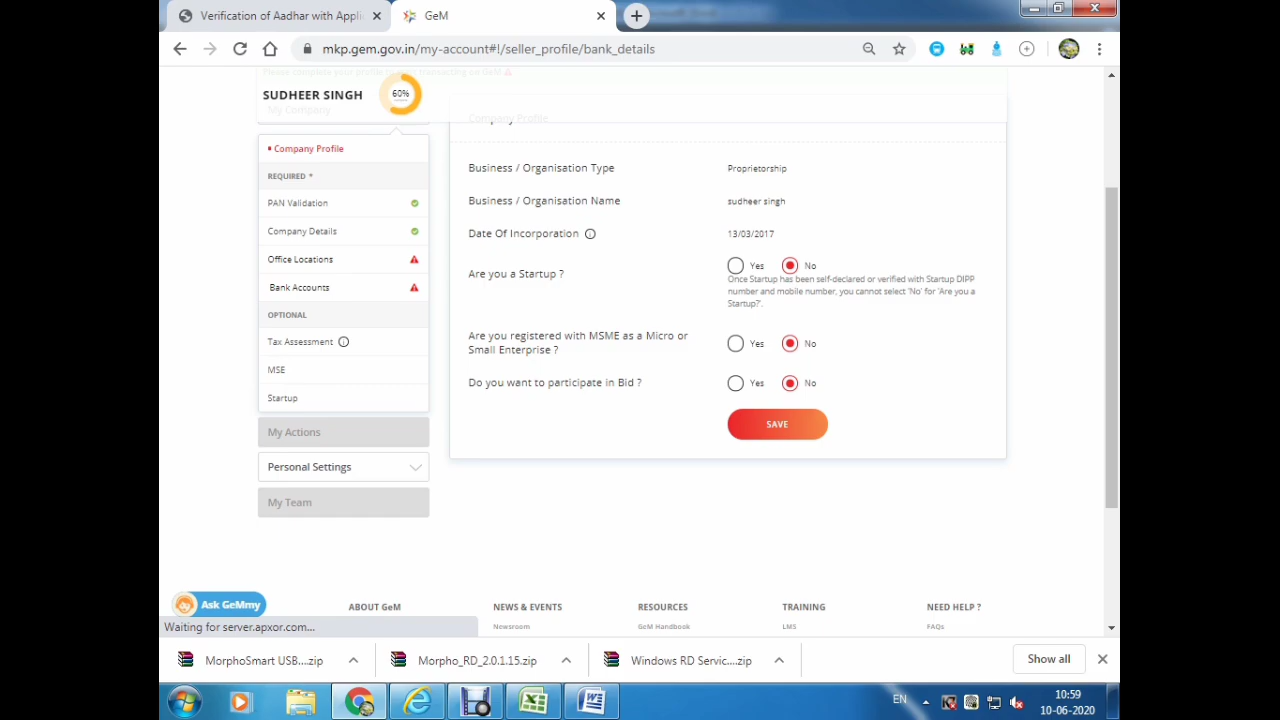 Verification of Aadhar with Appli
GeM
mkp.gem.gov.in/my-account#!/seller_profile/bank_details
Please complete your profile to
SUDHEER SINGH
60%
My Company
Company Profile
REQUIRED *
PAN Validation
Company Details
Office Locations
Bank Accounts
OPTIONAL
Tax Assessment
MSE
Startup
My Actions
Personal Settings
My Team
Company Profile
Business / Organisation Type
Proprietorship
Business / Organisation Name
sudheer singh
Date Of Incorporation
13/03/2017
Are you a Startup ?
Yes
No
Once Startup has been self-declared or verified with Startup DIPP
number and mobile number, you cannot select 'No' for 'Are you a
Startup?'.
Are you registered with MSME as a Micro or
Small Enterprise ?
Yes
No
Do you want to participate in Bid ?
Yes
No
SAVE
Ask GeMmy
ABOUT GeM
NEWS & EVENTS
RESOURCES
TRAINING
NEED HELP ?
Newsroom
GeM Handbook
LMS
FAQs
Waiting for server.apxor.com...
MorphoSmart USB....zip
Morpho_RD_2.0.1.15.zip
Windows RD Servic....zip
Show all
EN
10:59
10-06-2020